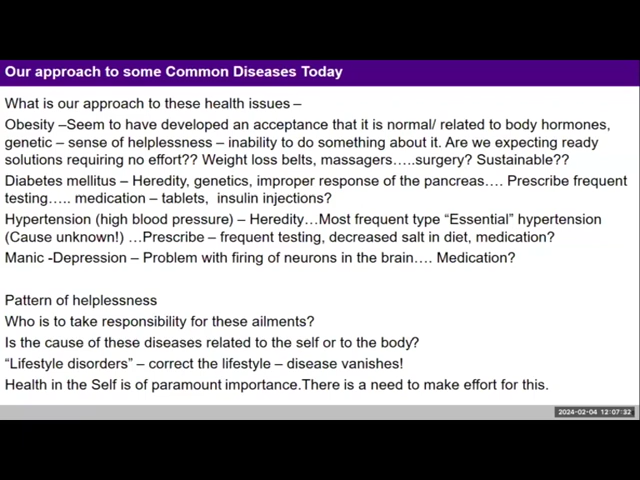 Our approach to some Common Diseases Today
What is our approach to these health issues –
Obesity –Seem to have developed an acceptance that it is normal/ related to body hormones,
genetic – sense of helplessness – inability to do something about it. Are we expecting ready
solutions requiring no effort?? Weight loss belts, massagers…..surgery? Sustainable??
Diabetes mellitus – Heredity, genetics, improper response of the pancreas…. Prescribe frequent
testing….. medication – tablets,  insulin injections?
Hypertension (high blood pressure) – Heredity…Most frequent type “Essential” hypertension
(Cause unknown!) …Prescribe – frequent testing, decreased salt in diet, medication?
Manic -Depression – Problem with firing of neurons in the brain…. Medication?
Pattern of helplessness
Who is to take responsibility for these ailments?
Is the cause of these diseases related to the self or to the body?
“Lifestyle disorders” – correct the lifestyle – disease vanishes!
Health in the Self is of paramount importance.There is a need to make effort for this.
2024-02-04 12:07:32